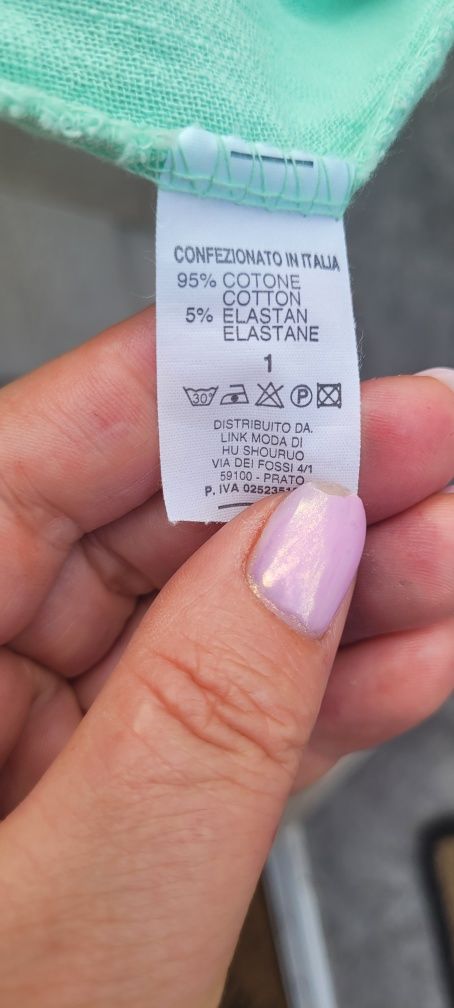 CONFEZIONATO IN ITALIA
95% COTONE
COTTON
5% ELASTAN
ELASTANE
1
30° P
DISTRIBUITO DA.
LINK MODA DI
HU SHOURUO
VIA DEI FOSSI 4/1
59100 - PRATO
P. IVA